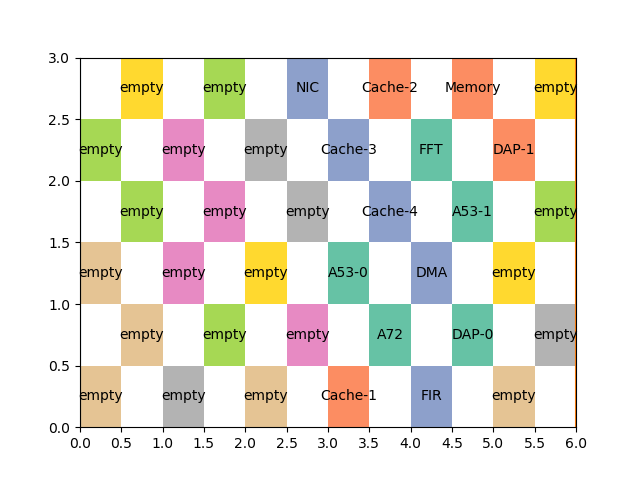 3.0
empty empty NIC Cache-2 Memory empty
2.5
empty empty empty Cache-3 FFT DAP-1
2.0
empty empty empty Cache-4 A53-1 empty
1.5
empty empty empty A53-0 DMA empty
1.0
empty empty empty A72 DAP-0 empty
0.5
empty empty empty Cache-1 FIR empty
0.0
0.0 0.5 1.0 1.5 2.0 2.5 3.0 3.5 4.0 4.5 5.0 5.5 6.0